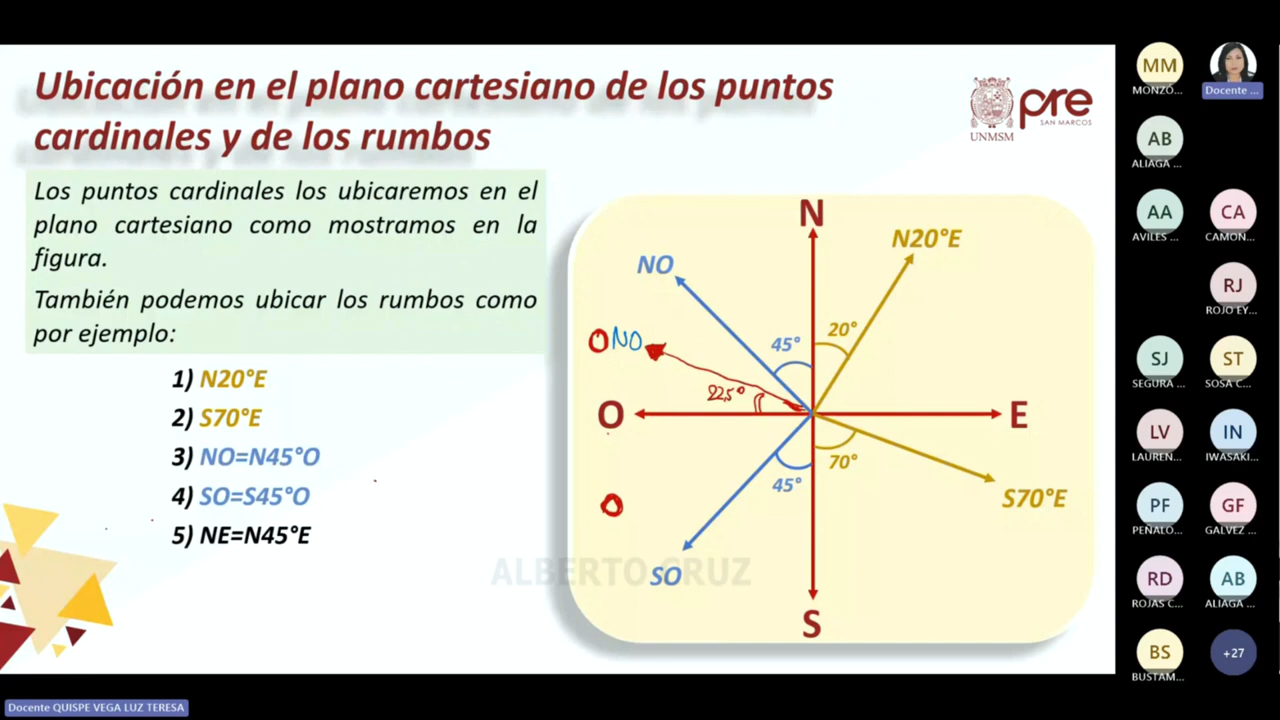 Ubicación en el plano cartesiano de los puntos
cardinales y de los rumbos
UNMSM
pre
SAN MARCOS
Los puntos cardinales los ubicaremos en el
plano cartesiano como mostramos en la
figura.
También podemos ubicar los rumbos como
por ejemplo:
1) N20°E
2) S70°E
3) NO=N45°O
4) SO=S45°O
5) NE=N45°E
N
N20°E
NO
20°
45°
ONO
22,5°
O
E
70°
45°
S70°E
O
SO
S
ALBERTO CRUZ
MM
MONZÓ...
Docente ...
AB
ALIAGA ...
AA
AVILES ...
CA
CAMON...
RJ
ROJO EY...
SJ
SEGURA ...
ST
SOSA C...
LV
LAUREN...
IN
IWASAKI...
PF
PEÑALO...
GF
GALVEZ ...
RD
ROJAS C...
AB
ALIAGA ...
BS
BUSTAM...
+27
Docente QUISPE VEGA LUZ TERESA